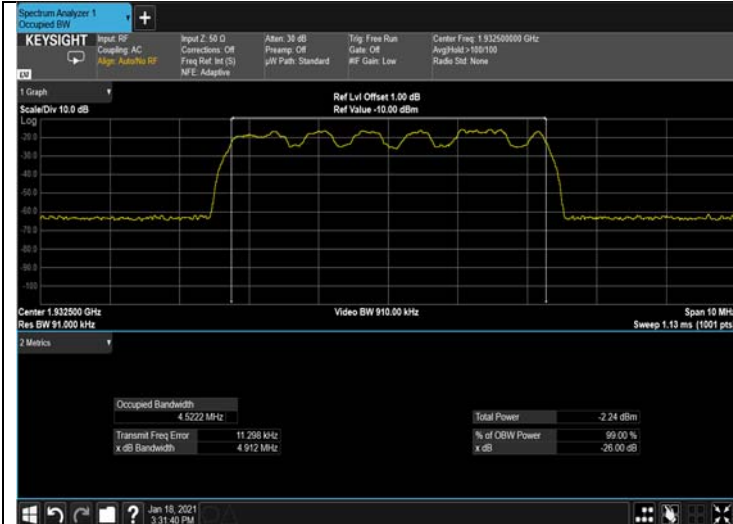 Spectrum Analyzer 1
Occupied BW
+
KEYSIGHT
Input: RF
Coupling: AC
Align: Auto/No RF
Input Z: 50 Ω
Corrections: Off
Freq Ref: Int (S)
NFE: Adaptive
Atten: 30 dB
Preamp: Off
µW Path: Standard
Trig: Free Run
Gate: Off
#IF Gain: Low
Center Freq: 1.932500000 GHz
Avg|Hold:>100/100
Radio Std: None
1 Graph
Scale/Div 10.0 dB
Ref Lvl Offset 1.00 dB
Ref Value -10.00 dBm
Log
-20.0
-30.0
-40.0
-50.0
-60.0
-70.0
-80.0
-90.0
-100
Center 1.932500 GHz
Video BW 910.00 kHz
Span 10 MHz
Res BW 91.000 kHz
Sweep 1.13 ms (1001 pts
2 Metrics
Occupied Bandwidth
4.5222 MHz
Total Power -2.24 dBm
Transmit Freq Error 11.298 kHz
% of OBW Power 99.00 %
x dB Bandwidth 4.912 MHz
x dB -26.00 dB
?
Jan 18, 2021
3:31:40 PM